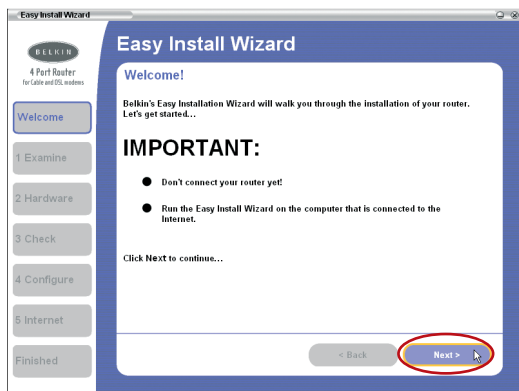 Easy Install Wizard
BELKIN
4 Port Router
for Cable and DSL modems
Welcome
1 Examine
2 Hardware
3 Check
4 Configure
5 Internet
Finished
Easy Install Wizard
Welcome!
Belkin's Easy Installation Wizard will walk you through the installation of your router.
Let's get started...
IMPORTANT:
Don't connect your router yet!
Run the Easy Install Wizard on the computer that is connected to the
Internet.
Click Next to continue...
< Back
Next >